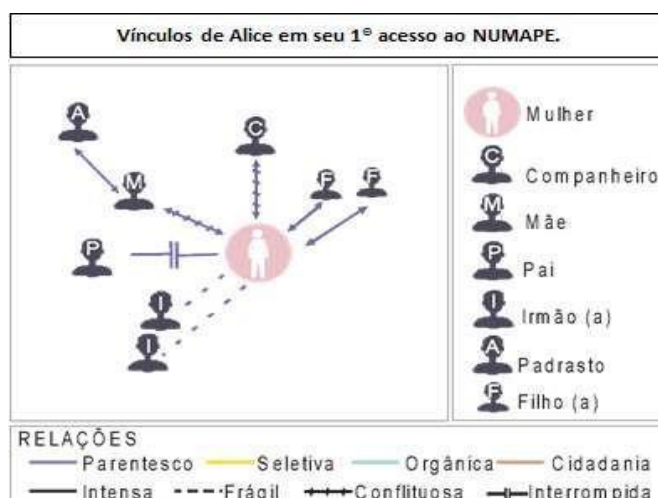 Vínculos de Alice em seu 1º acesso ao NUMAPE.
A
C
M
F F
P
I
I
Mulher
C Companheiro
M Mãe
P Pai
I Irmão (a)
A Padrasto
F Filho (a)
RELAÇÕES
Parentesco Seletiva Orgânica Cidadania
Intensa Frágil Conflituosa Interrompida